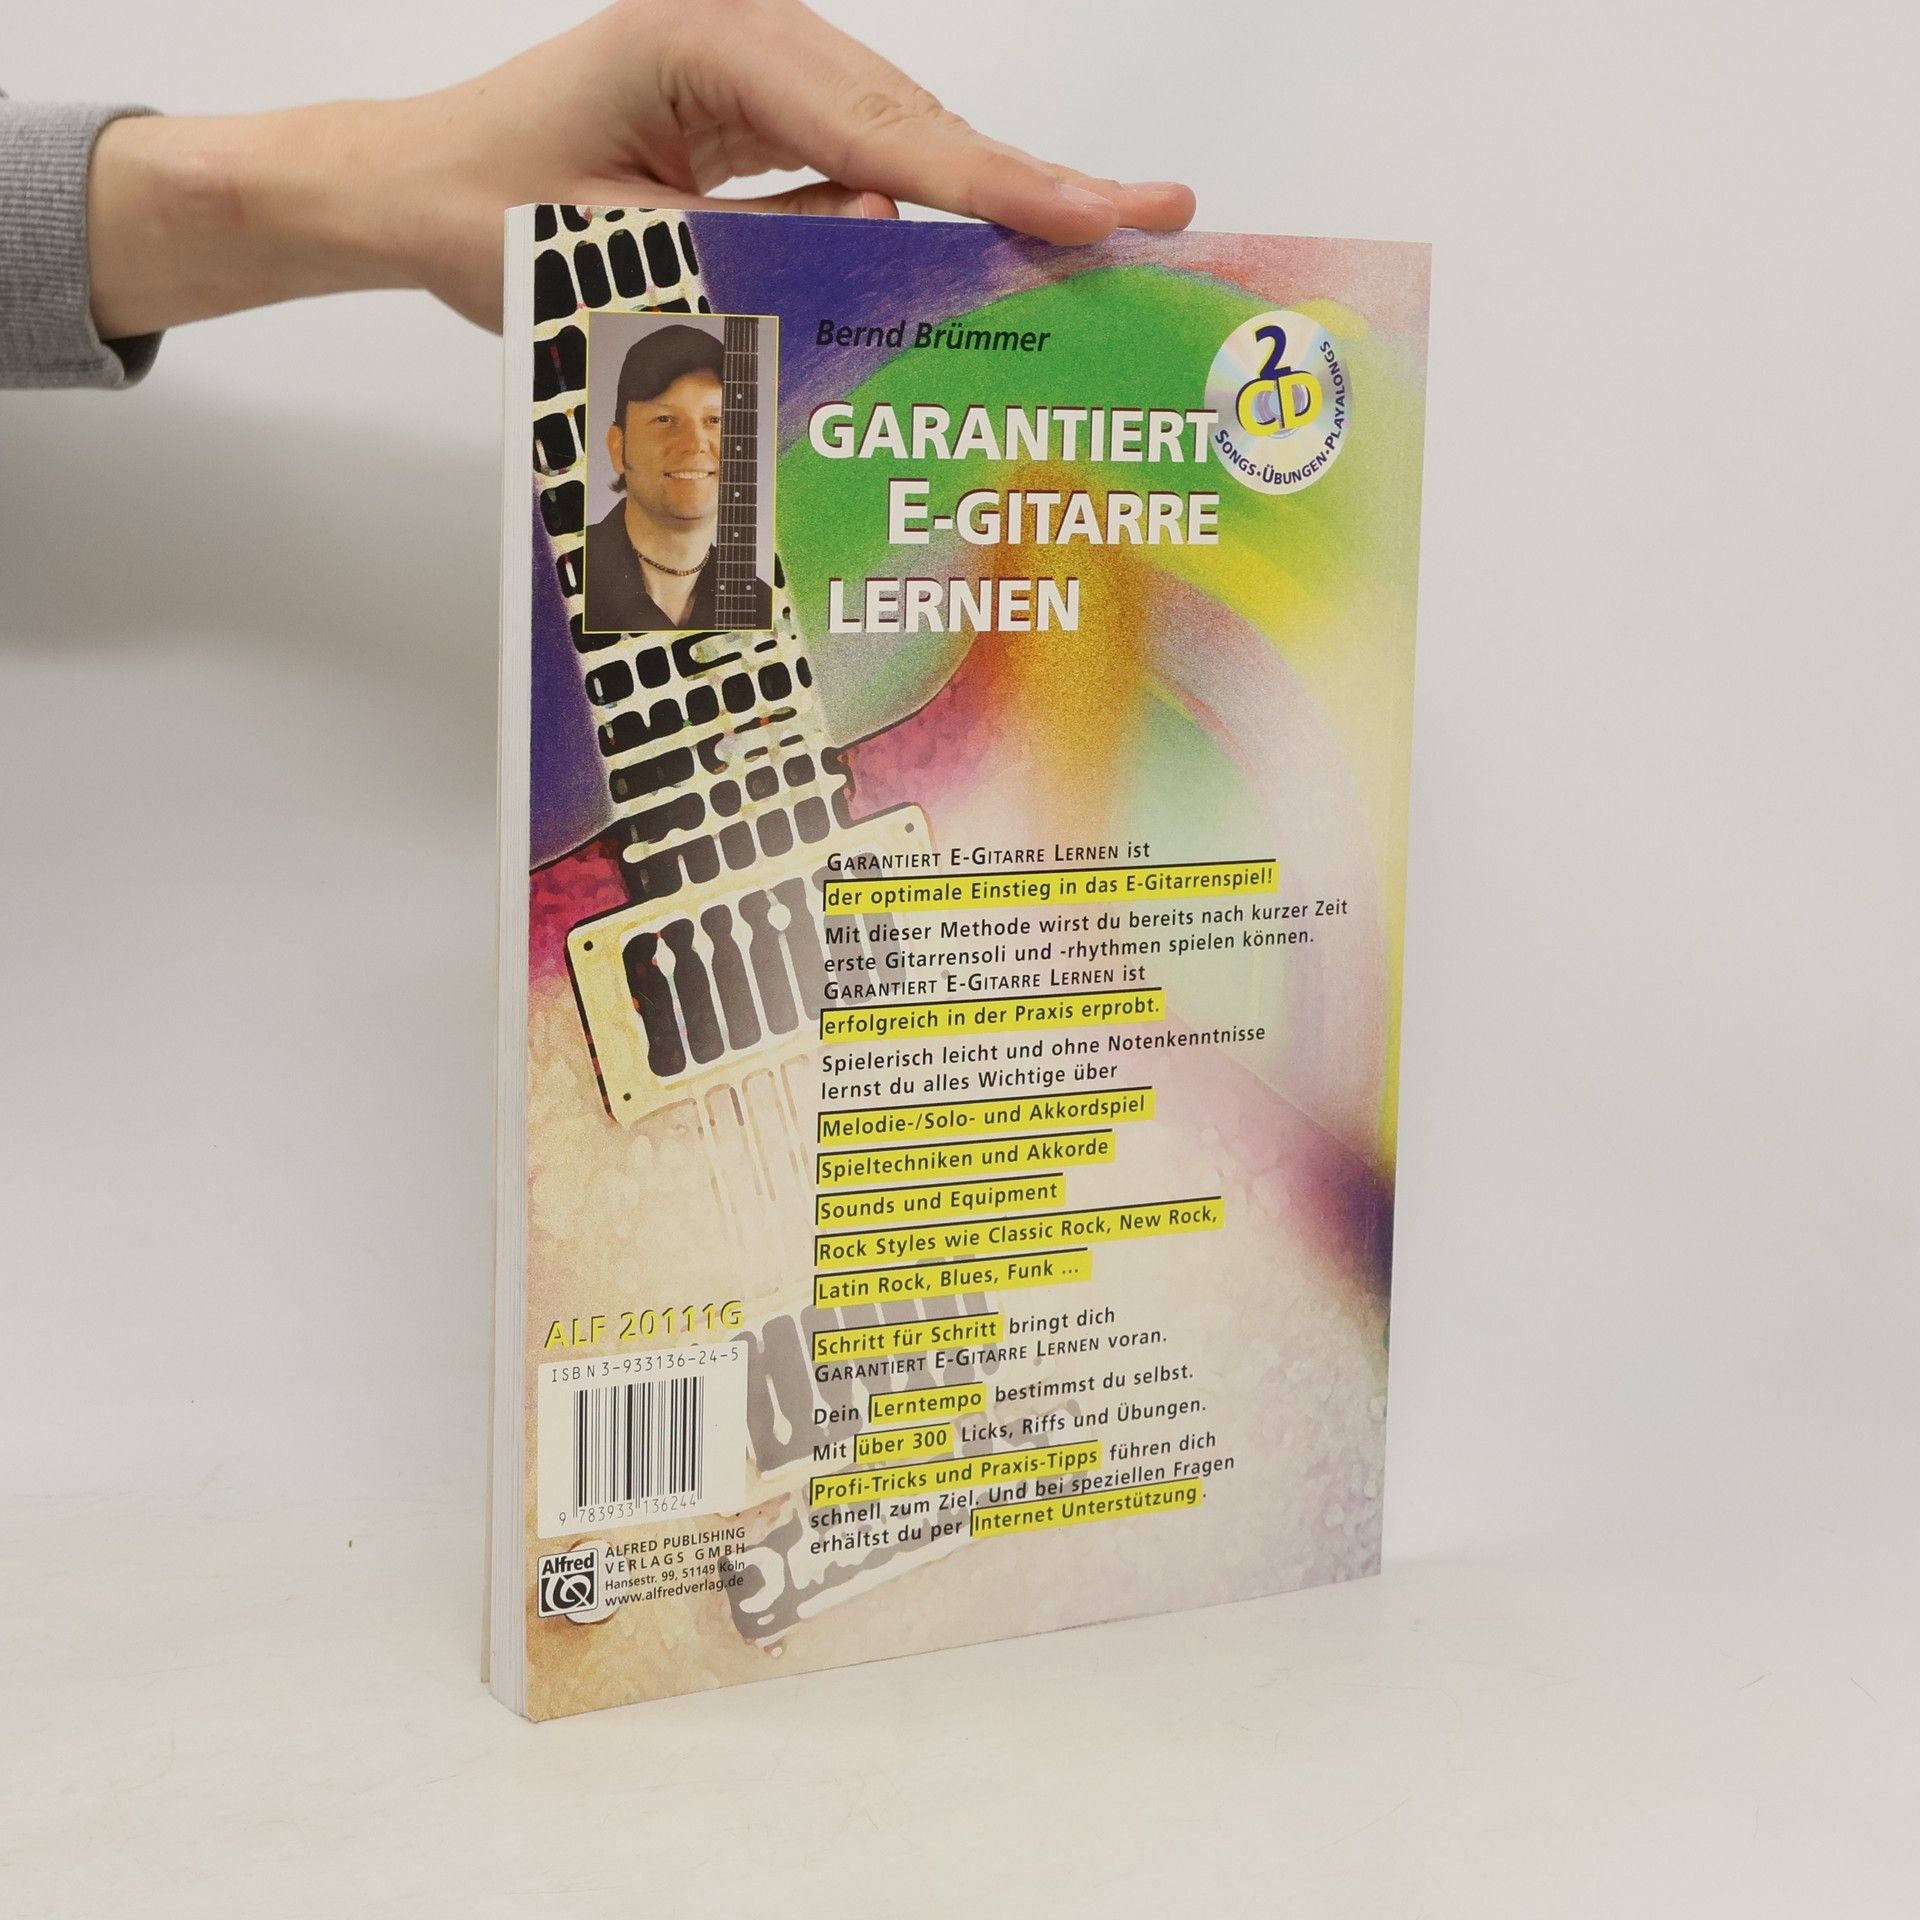 Bernd Brümmer
2
CD
SONGS•ÜBUNGEN•PLAYALONGS
GARANTIERT
E-GITARRE
LERNEN
GARANTIERT E-GITARRE LERNEN ist
der optimale Einstieg in das E-Gitarrenspiel!
Mit dieser Methode wirst du bereits nach kurzer Zeit
erste Gitarrensoli und -rhythmen spielen können.
GARANTIERT E-GITARRE LERNEN ist
erfolgreich in der Praxis erprobt.
Spielerisch leicht und ohne Notenkenntnisse
lernst du alles Wichtige über
Melodie-/Solo- und Akkordspiel
Spieltechniken und Akkorde
Sounds und Equipment
Rock Styles wie Classic Rock, New Rock,
Latin Rock, Blues, Funk ...
Schritt für Schritt bringt dich
GARANTIERT E-GITARRE LERNEN voran.
Dein Lerntempo bestimmst du selbst.
Mit über 300 Licks, Riffs und Übungen.
Profi-Tricks und Praxis-Tipps führen dich
schnell zum Ziel. Und bei speziellen Fragen
erhältst du per Internet Unterstützung.
ALF 20111G
ISBN 3-933136-24-5
9 783933 136244
Alfred
ALFRED PUBLISHING
VERLAGS GMBH
Hansestr. 99, 51149 Köln
www.alfredverlag.de